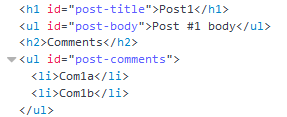 <h1 id="post-title">Post1</h1>
<ul id="post-body">Post #1 body</ul>
<h2>Comments</h2>
<ul id="post-comments">
<li>Com1a</li>
<li>Com1b</li>
</ul>